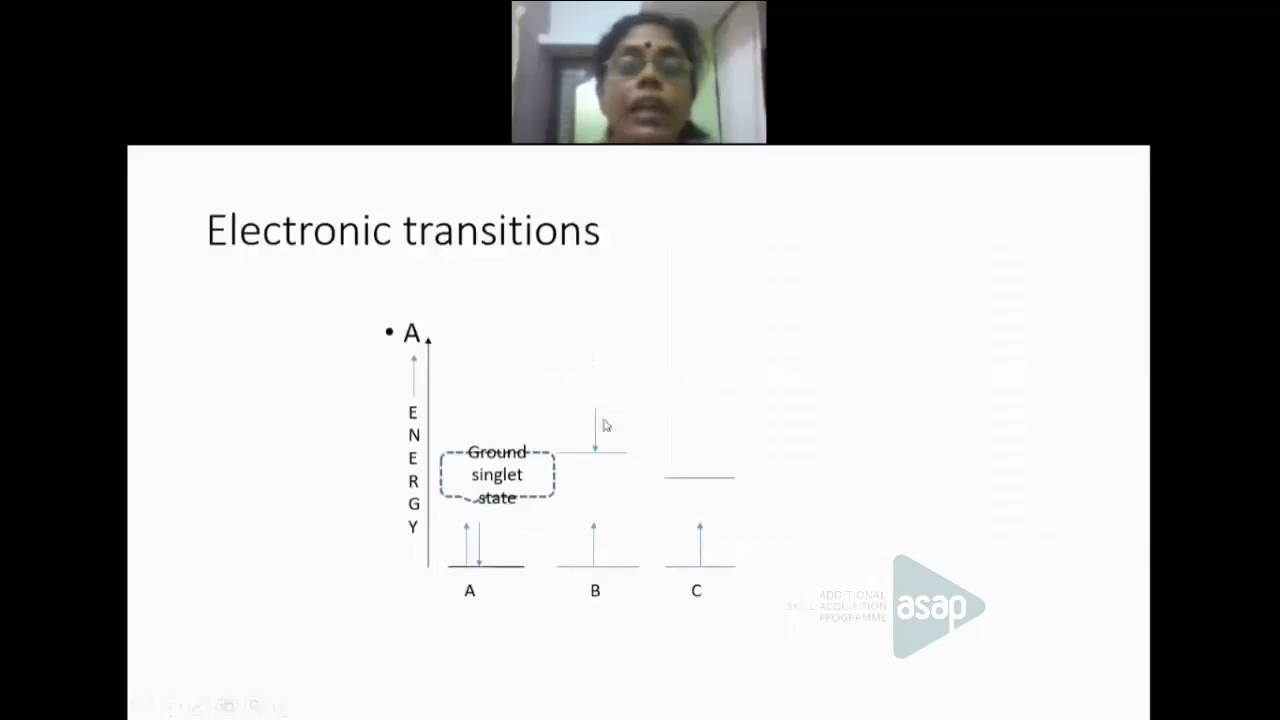 Electronic transitions
• A
E
N
E
R
G
Y
Ground
singlet
state
A
B
C
ADDITIONAL
SKILL ACQUISITION
PROGRAMME
asap